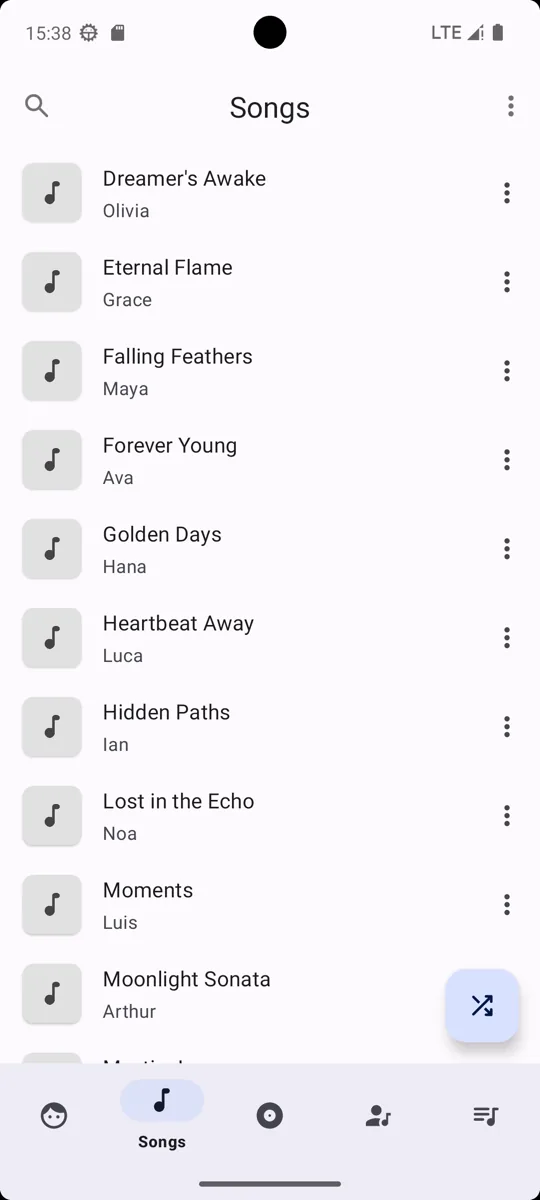 15:38
LTE
Songs
Dreamer's Awake
Olivia
Eternal Flame
Grace
Falling Feathers
Maya
Forever Young
Ava
Golden Days
Hana
Heartbeat Away
Luca
Hidden Paths
Ian
Lost in the Echo
Noa
Moments
Luis
Moonlight Sonata
Arthur
Songs